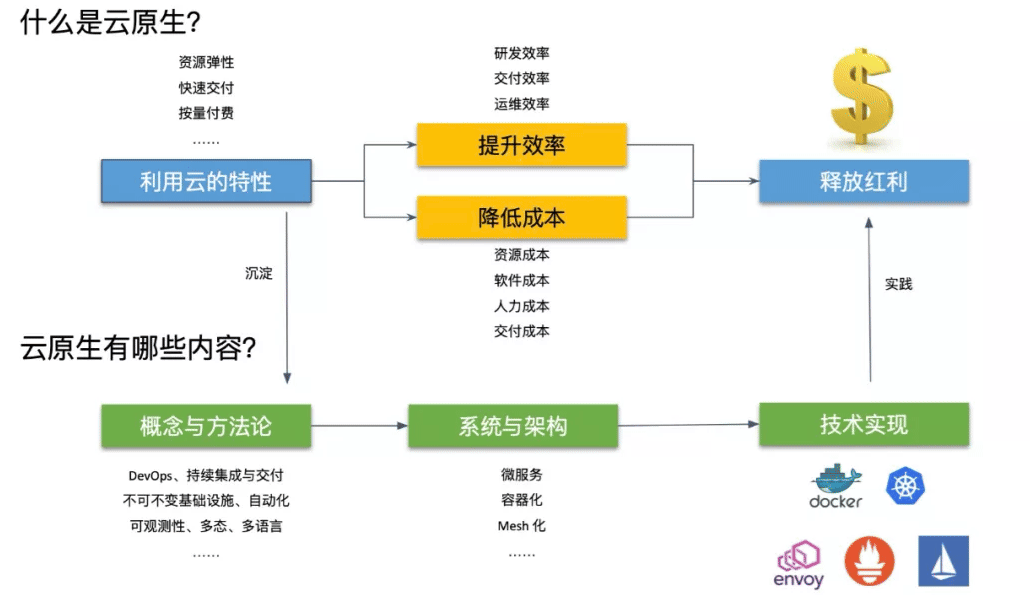 什么是云原生?
资源弹性
快速交付
按量付费
……
利用云的特性
研发效率
交付效率
运维效率
提升效率
降低成本
资源成本
软件成本
人力成本
交付成本
$
释放红利
沉淀
实践
云原生有哪些内容?
概念与方法论
DevOps、持续集成与交付
不可不变基础设施、自动化
可观测性、多态、多语言
……
系统与架构
微服务
容器化
Mesh 化
……
技术实现
docker
envoy